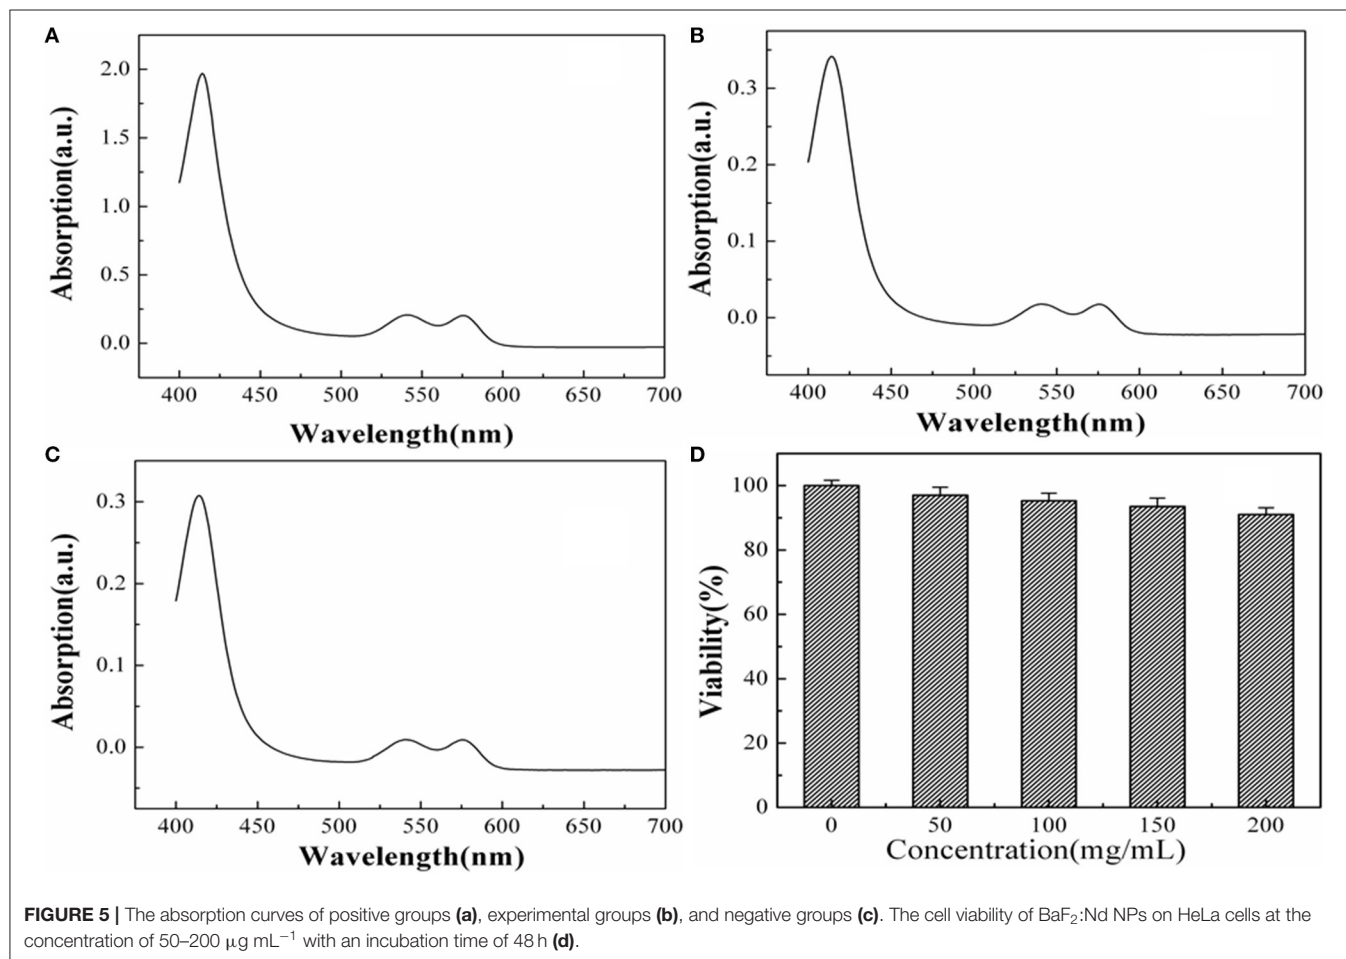 A
2.0
1.5
1.0
0.5
0.0
Absorption(a.u.)
400 450 500 550 600 650 700
Wavelength(nm)
B
0.3
0.2
0.1
0.0
Absorption(a.u.)
400 450 500 550 600 650 700
Wavelength(nm)
C
0.3
0.2
0.1
0.0
Absorption(a.u.)
400 450 500 550 600 650 700
Wavelength(nm)
D
100
80
60
40
20
0
Viability(%)
0 50 100 150 200
Concentration(mg/mL)
FIGURE 5 | The absorption curves of positive groups (a), experimental groups (b), and negative groups (c). The cell viability of BaF₂:Nd NPs on HeLa cells at the
concentration of 50–200 μg mL⁻¹ with an incubation time of 48 h (d).